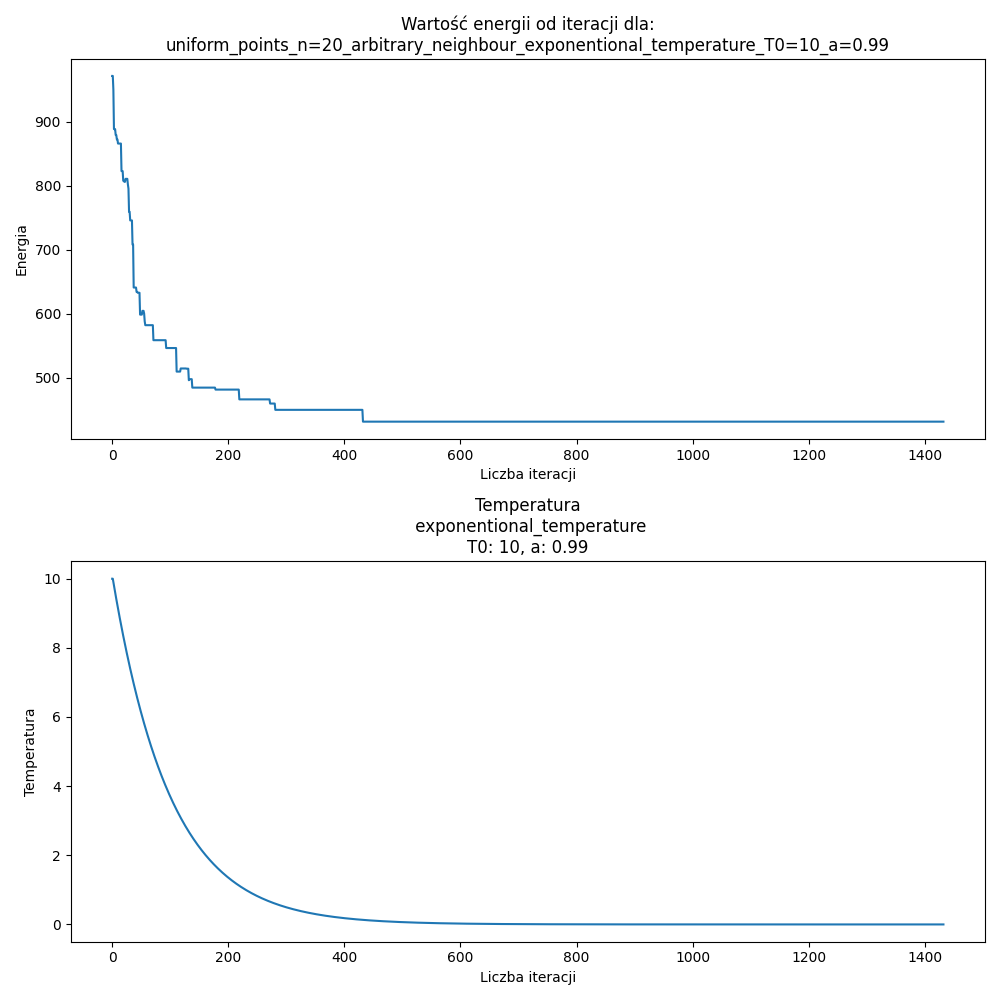 Wartość energii od iteracji dla:
uniform_points_n=20_arbitrary_neighbour_exponentional_temperature_T0=10_a=0.99
900
800
700
600
500
Energia
0 200 400 600 800 1000 1200 1400
Liczba iteracji
Temperatura
exponentional_temperature
T0: 10, a: 0.99
10
8
6
4
2
0
Temperatura
0 200 400 600 800 1000 1200 1400
Liczba iteracji